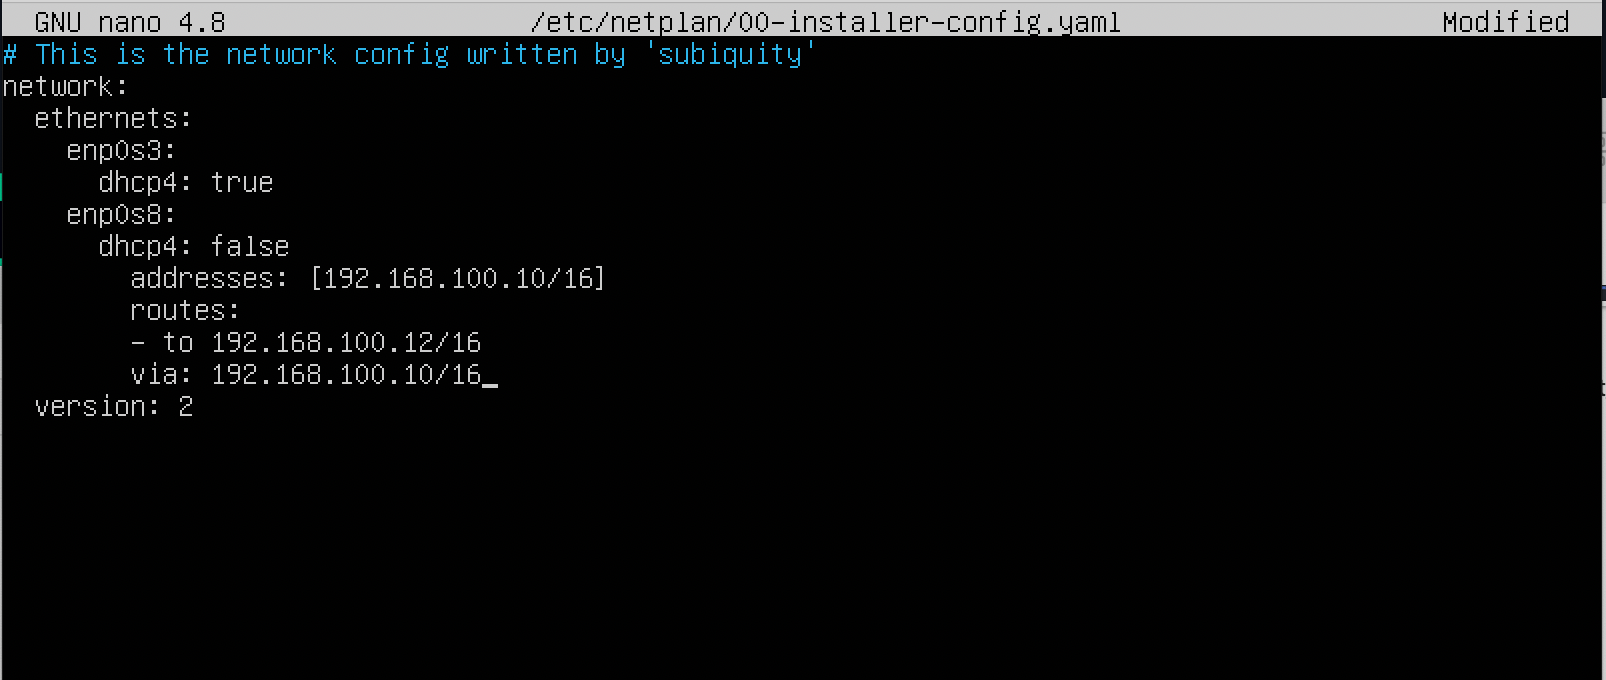 GNU nano 4.8 /etc/netplan/00-installer-config.yaml Modified
# This is the network config written by 'subiquity'
network:
  ethernets:
    enp0s3:
      dhcp4: true
    enp0s8:
      dhcp4: false
        addresses: [192.168.100.10/16]
        routes:
        - to 192.168.100.12/16
        via: 192.168.100.10/16_
  version: 2